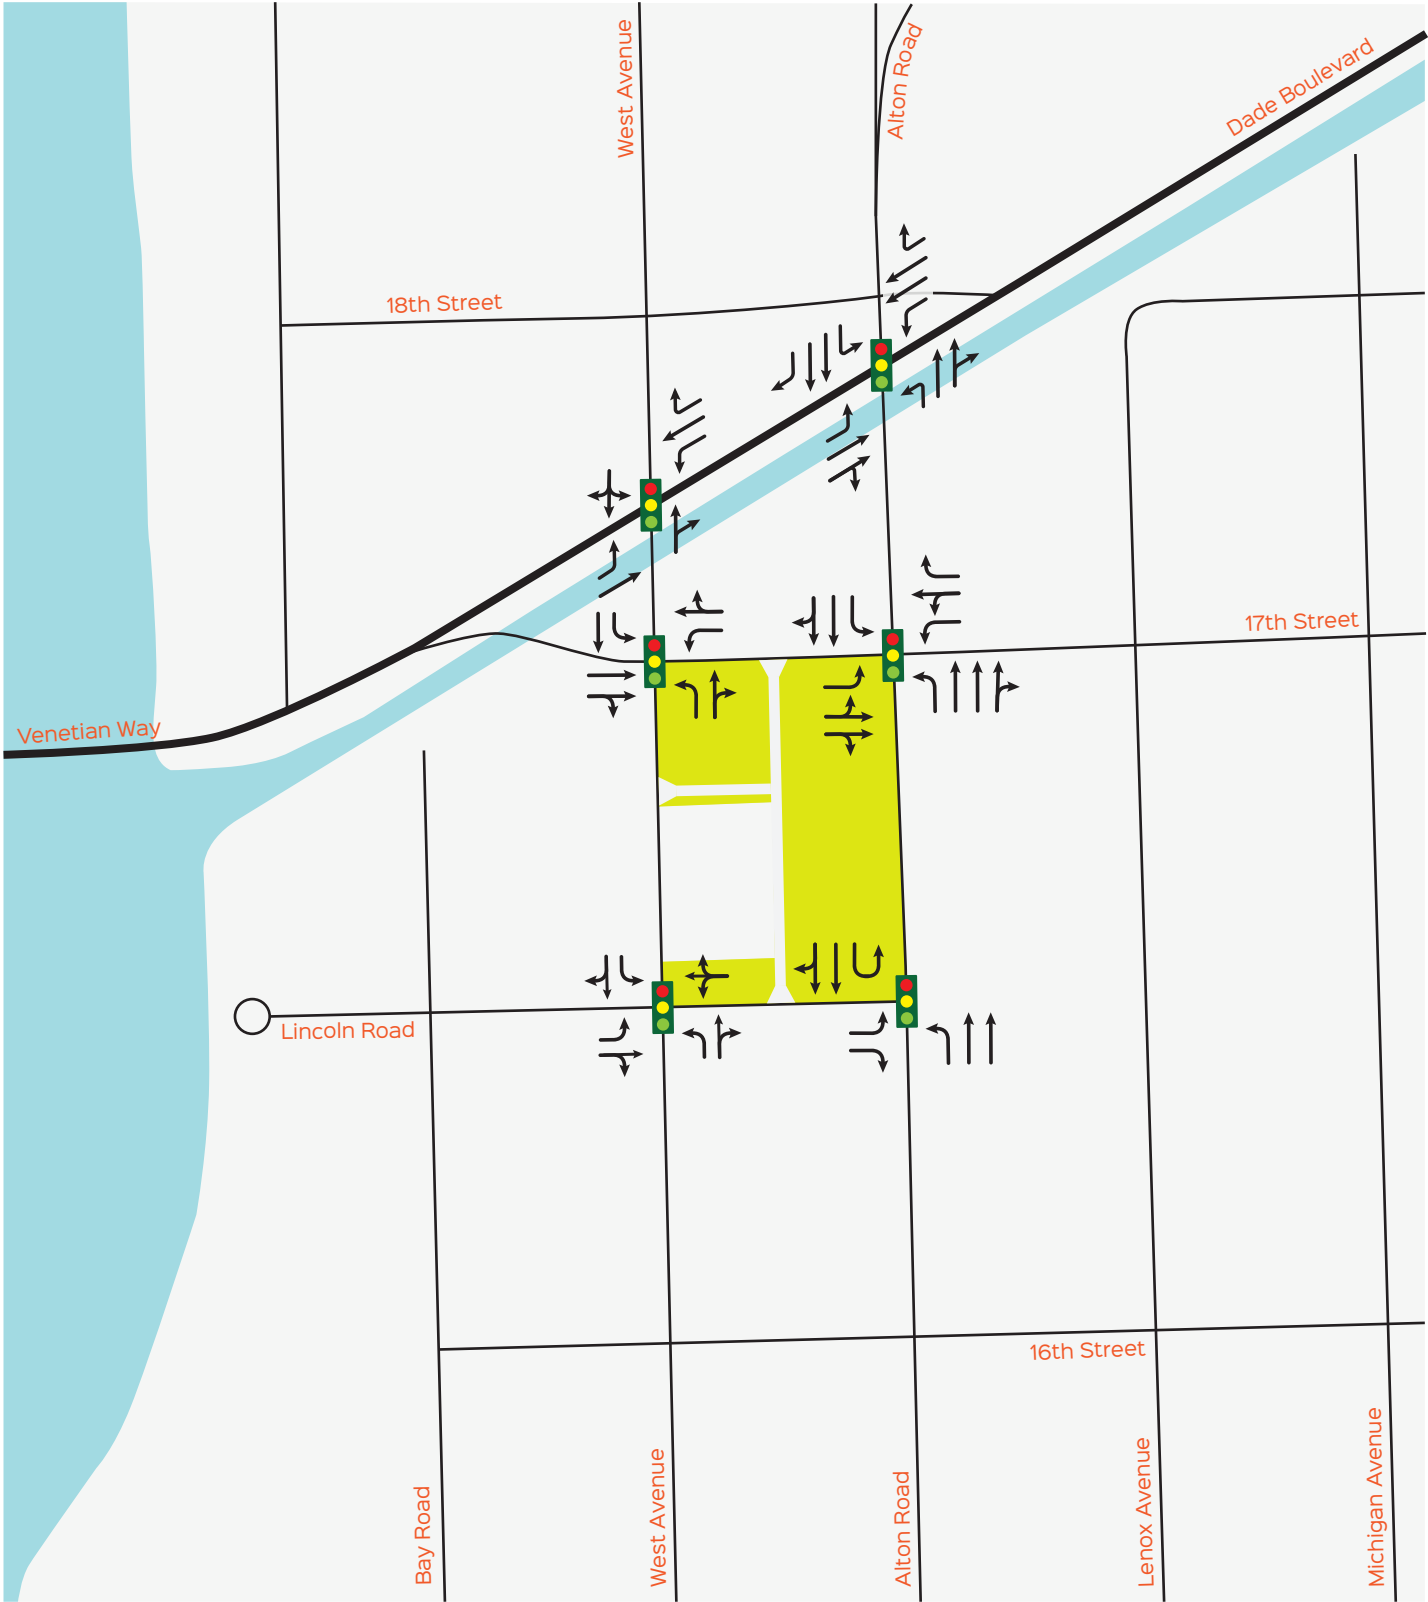 West Avenue
Alton Road
Dade Boulevard
18th Street
17th Street
Venetian Way
Lincoln Road
16th Street
Bay Road
West Avenue
Alton Road
Lenox Avenue
Michigan Avenue